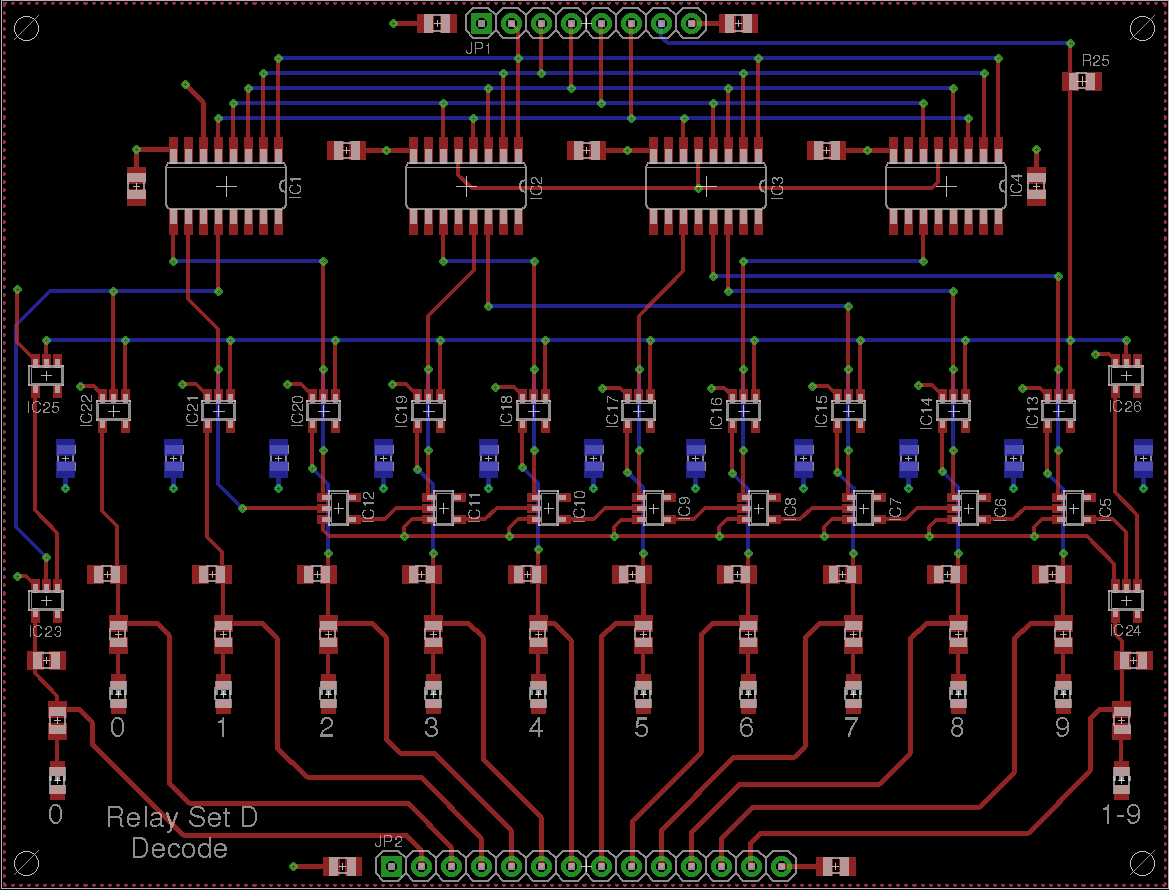 JP1
R25
IC1
IC2
IC3
IC4
IC25
IC22
IC21
IC20
IC19
IC18
IC17
IC16
IC15
IC14
IC13
IC26
IC12
IC11
IC10
IC9
IC8
IC7
IC6
IC5
IC23
IC24
0
1
2
3
4
5
6
7
8
9
0
1-9
Relay Set D
Decode
JP2